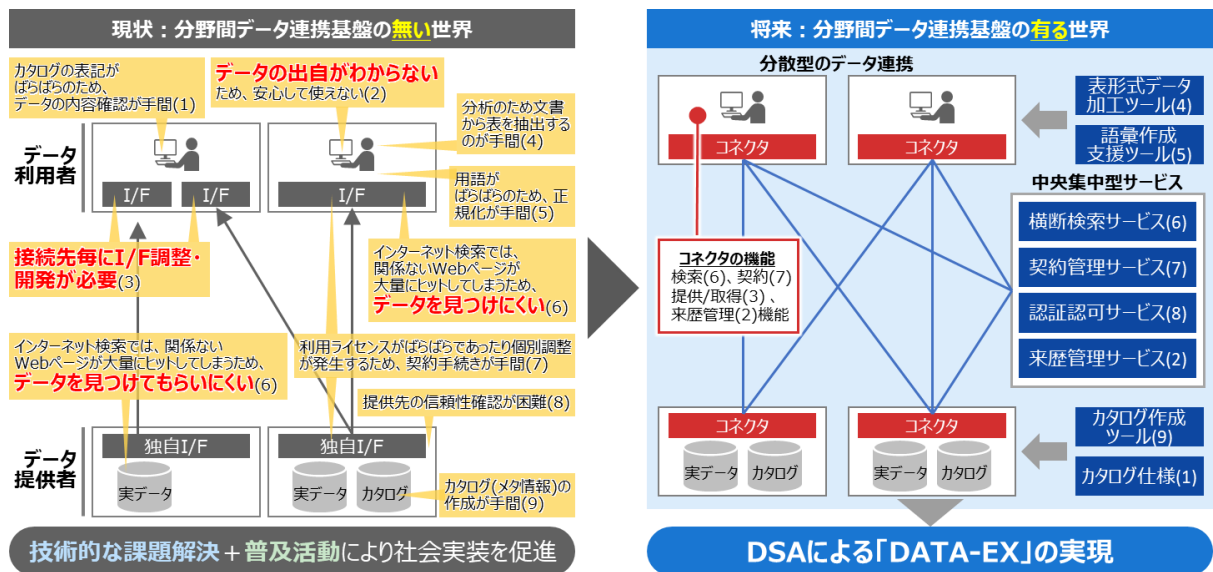 現状：分野間データ連携基盤の無い世界
カタログの表記が
ばらばらのため、
データの内容確認が手間(1)
データの出自がわからない
ため、安心して使えない(2)
分析のため文書
から表を抽出する
のが手間(4)
データ
利用者
I/F
I/F
I/F
用語が
ばらばらのため、正
規化が手間(5)
接続先毎にI/F調整・
開発が必要(3)
インターネット検索では、
関係ないWebページが
大量にヒットしてしまうため、
データを見つけにくい(6)
インターネット検索では、関係ない
Webページが大量にヒットしてしまうため、
データを見つけてもらいにくい(6)
利用ライセンスがばらばらであったり個別調整
が発生するため、契約手続きが手間(7)
提供先の信頼性確認が困難(8)
データ
提供者
独自I/F
実データ
独自I/F
実データ
カタログ
カタログ(メタ情報)の
作成が手間(9)
技術的な課題解決＋普及活動により社会実装を促進
将来：分野間データ連携基盤の有る世界
分散型のデータ連携
コネクタ
コネクタ
表形式データ
加工ツール(4)
語彙作成
支援ツール(5)
中央集中型サービス
横断検索サービス(6)
契約管理サービス(7)
認証認可サービス(8)
来歴管理サービス(2)
コネクタの機能
検索(6)、契約(7)
提供/取得(3)、
来歴管理(2)機能
コネクタ
実データ
カタログ
コネクタ
実データ
カタログ
カタログ作成
ツール(9)
カタログ仕様(1)
DSAによる「DATA-EX」の実現